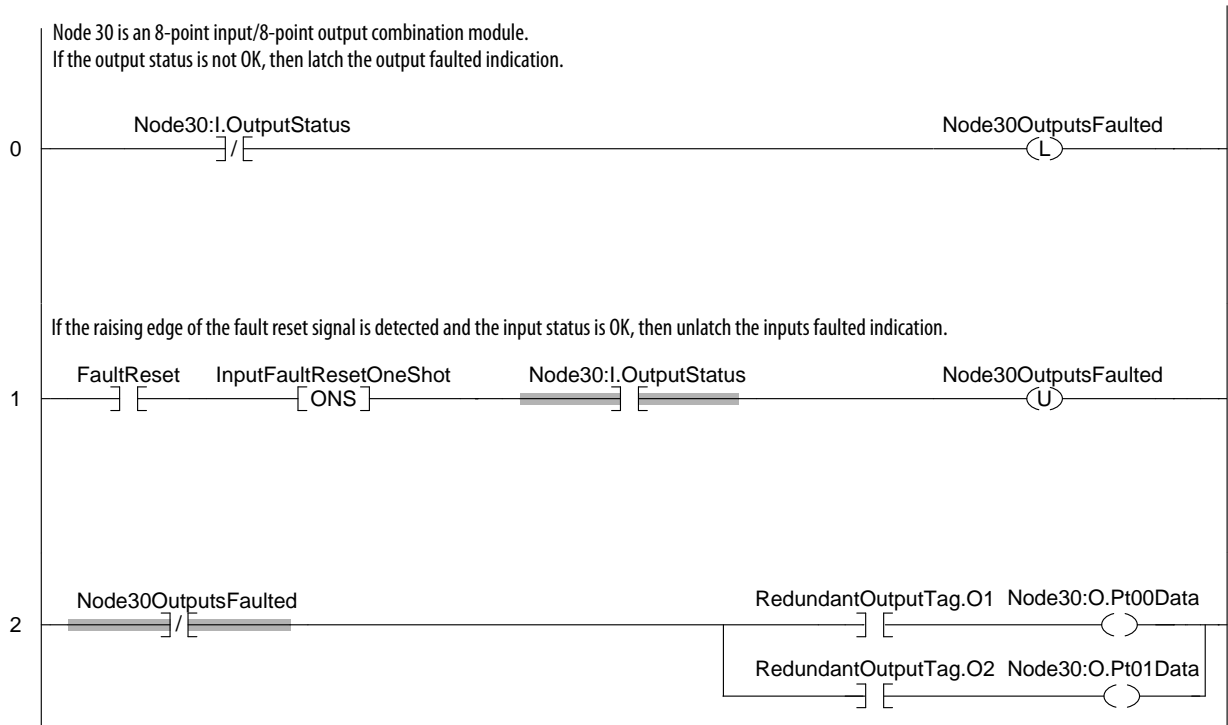 Node 30 is an 8-point input/8-point output combination module.
If the output status is not OK, then latch the output faulted indication.
Node30:I.OutputStatus Node30OutputsFaulted
0 / L
If the raising edge of the fault reset signal is detected and the input status is OK, then unlatch the inputs faulted indication.
FaultReset InputFaultResetOneShot Node30:I.OutputStatus Node30OutputsFaulted
1 ONS U
Node30OutputsFaulted RedundantOutputTag.O1 Node30:O.Pt00Data
2 /
RedundantOutputTag.O2 Node30:O.Pt01Data